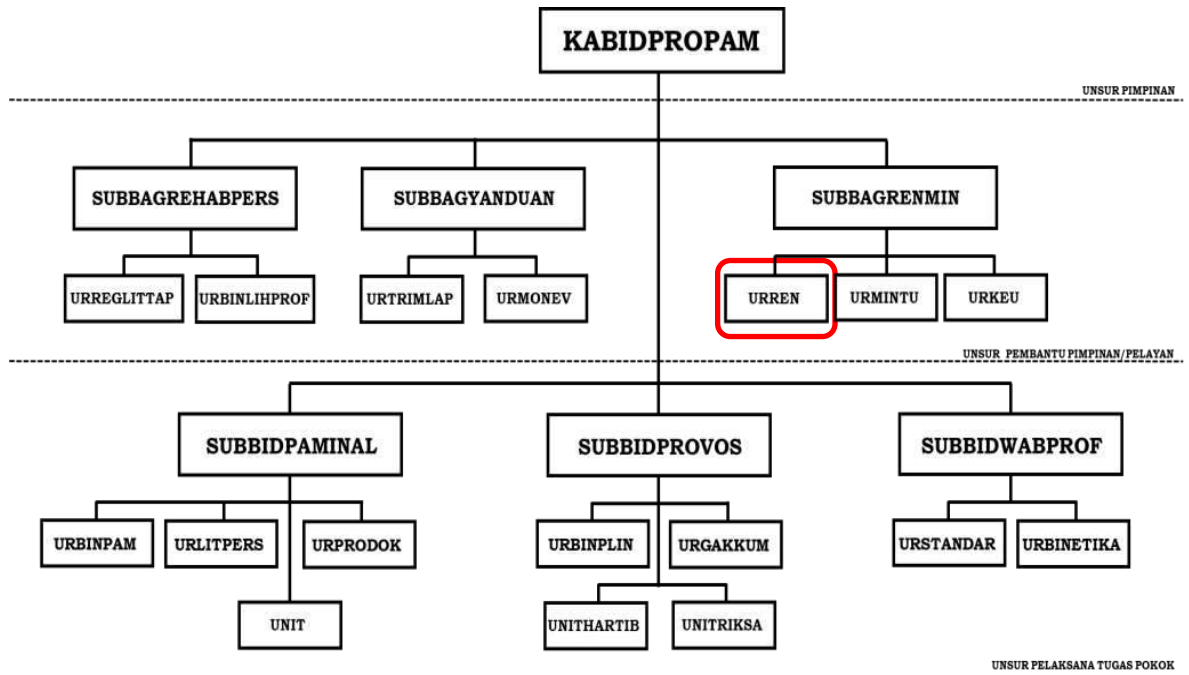 KABIDPROPAM
UNSUR PIMPINAN
SUBBAGREHABPERS
SUBBAGYANDUAN
SUBBAGRENMIN
URREGLITTAP
URBINLIHPROF
URTRIMLAP
URMONEV
URREN
URMINTU
URKEU
UNSUR PEMBANTU PIMPINAN/PELAYAN
SUBBIDPAMINAL
SUBBIDPROVOS
SUBBIDWABPROF
URBINPAM
URLITPERS
URPRODOK
URBINPLIN
URGAKKUM
URSTANDAR
URBINETIKA
UNIT
UNITHARTIB
UNITRIKSA
UNSUR PELAKSANA TUGAS POKOK